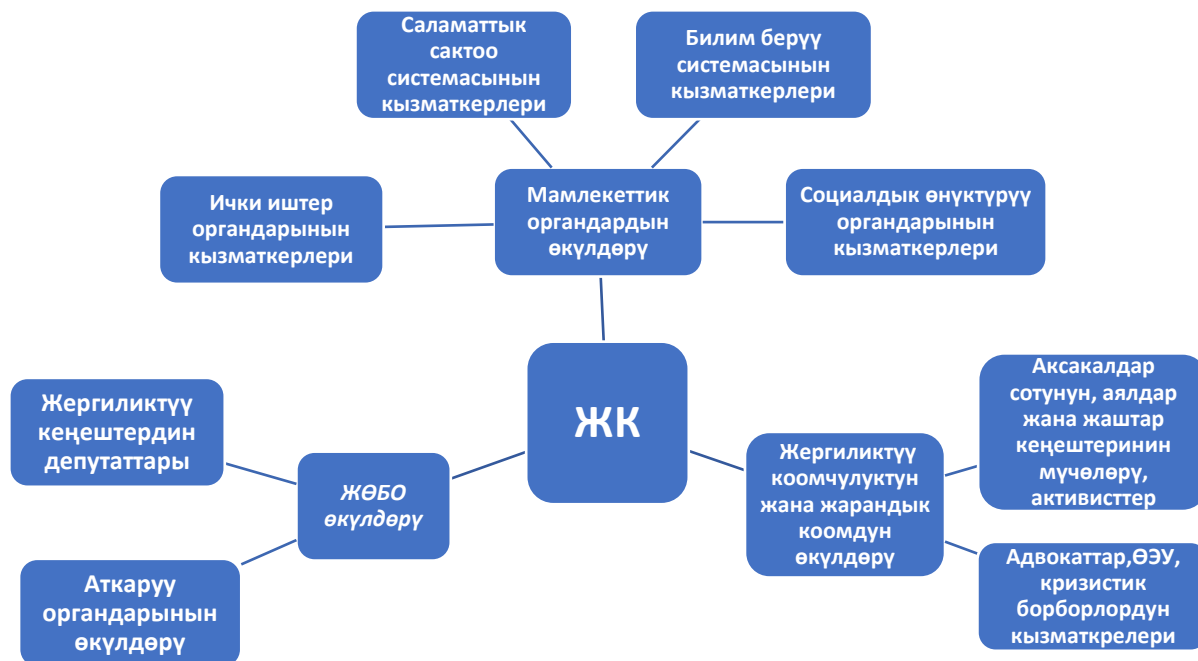 Саламаттык
сактоо
системасынын
кызматкерлери
Билим берүү
системасынын
кызматкерлери
Ички иштер
органдарынын
кызматкерлери
Мамлекеттик
органдардын
өкүлдөрү
Социалдык өнүктүрүү
органдарынын
кызматкерлери
ЖК
Жергиликтүү
кеңештердин
депутаттары
ЖӨБО
өкүлдөрү
Аткаруу
органдарынын
өкүлдөрү
Жергиликтүү
коомчулуктун
жана жарандык
коомдун
өкүлдөрү
Аксакалдар
сотунун, аялдар
жана жаштар
кеңештеринин
мүчөлөрү,
активисттер
Адвокаттар,ӨЭУ,
кризистик
борборлордун
кызматкрелери